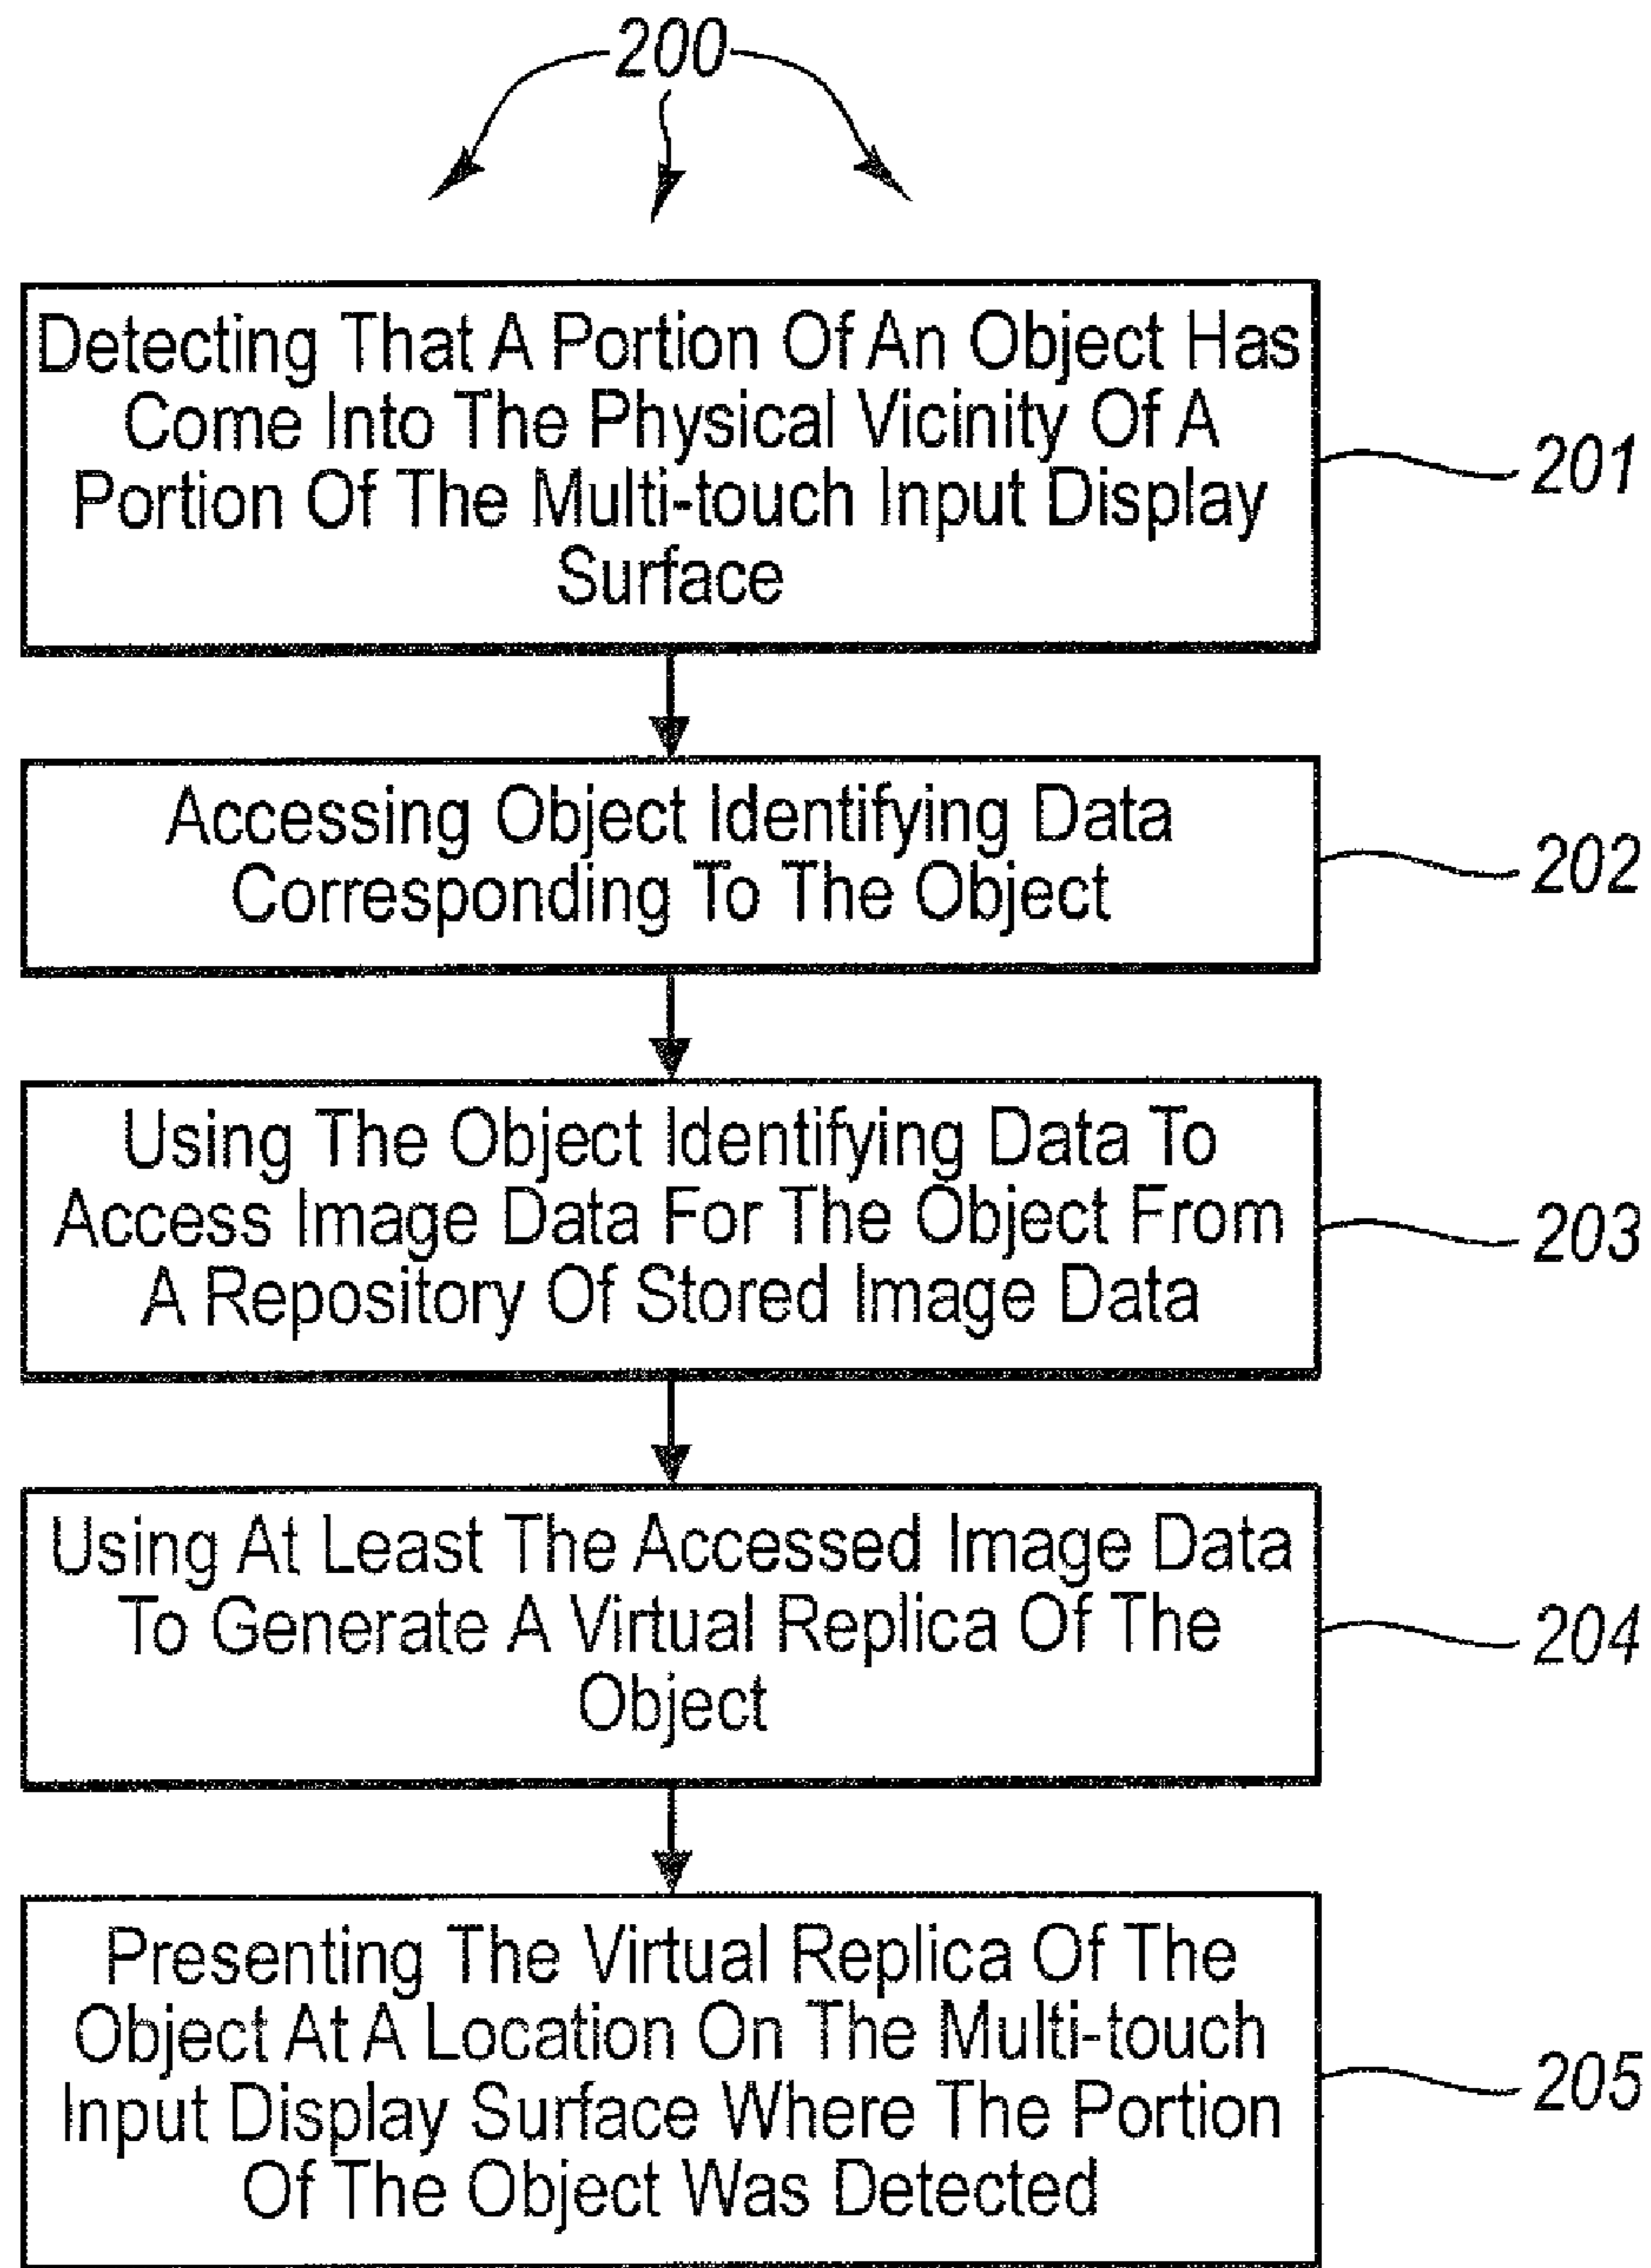 200
Detecting That A Portion Of An Object Has
Come Into The Physical Vicinity Of A
Portion Of The Multi-touch Input Display
Surface
201
Accessing Object Identifying Data
Corresponding To The Object
202
Using The Object Identifying Data To
Access Image Data For The Object From
A Repository Of Stored Image Data
203
Using At Least The Accessed Image Data
To Generate A Virtual Replica Of The
Object
204
Presenting The Virtual Replica Of The
Object At A Location On The Multi-touch
Input Display Surface Where The Portion
Of The Object Was Detected
205